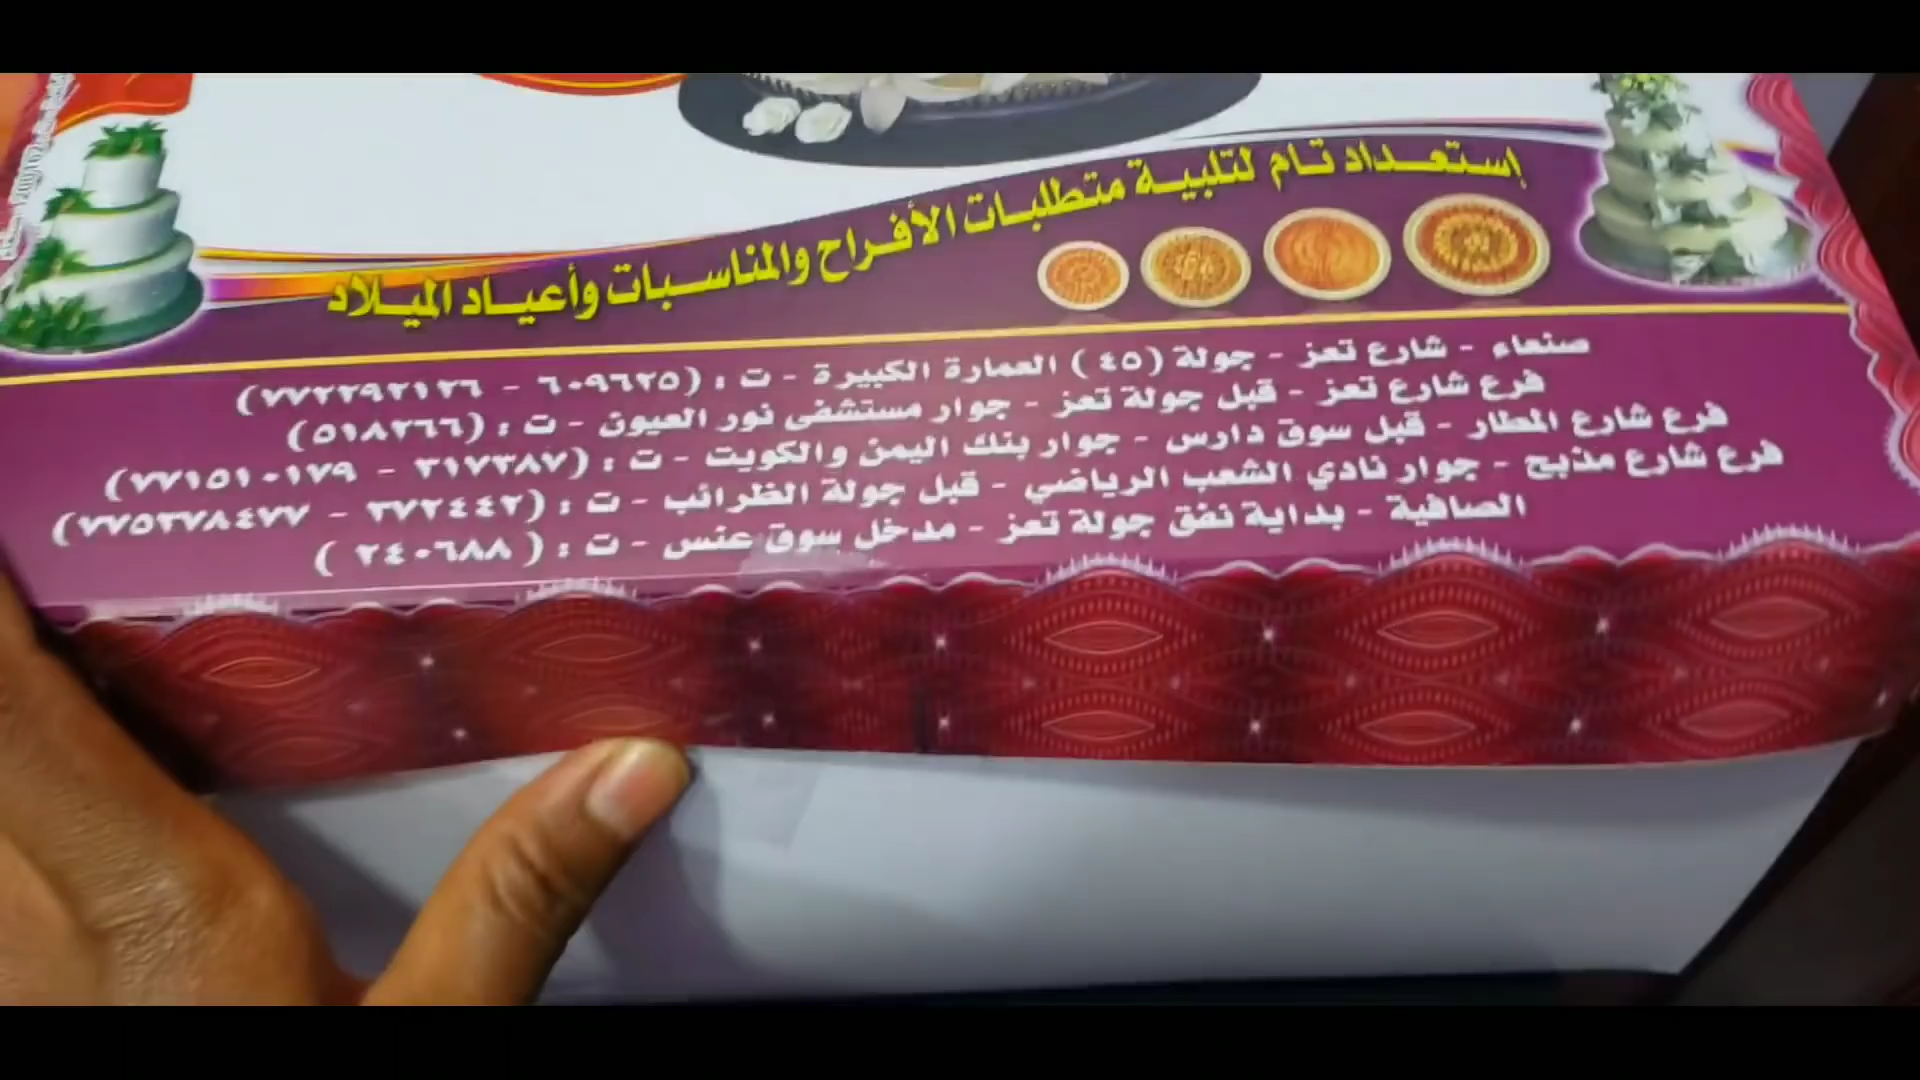 إستعداد تام لتلبية متطلبات الأفراح والمناسبات وأعياد الميلاد
صنعاء - شارع تعز - جولة (٤٥) العمارة الكبيرة - ت : (٦٠٩٦٢٥ - ٧٧٢٢٩٢١٢٦)
فرع شارع تعز - قبل جولة تعز - جوار مستشفى نور العيون - ت : (٥١٨٢٦٦)
فرع شارع المطار - قبل سوق دارس - جوار بنك اليمن والكويت - ت : (٣١٧٣٨٧ - ٧٧١٥١٠١٧٩)
فرع شارع مذبح - جوار نادي الشعب الرياضي - قبل جولة الظرائب - ت : (٣٧٢٤٤٢ - ٧٧٥٢٧٨٤٧٧)
الصافية - بداية نفق جولة تعز - مدخل سوق عنس - ت : ( ٢٤٠٦٨٨ )